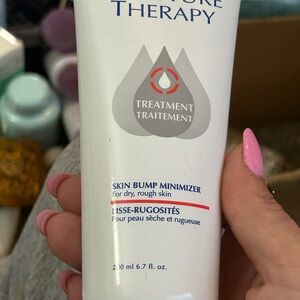 THERAPY
TREATMENT
TRAITEMENT
SKIN BUMP MINIMIZER
For dry, rough skin
LISSE-RUGOSITÉS
Pour peau sèche et rugueuse
200 ml 6.7 fl. oz.